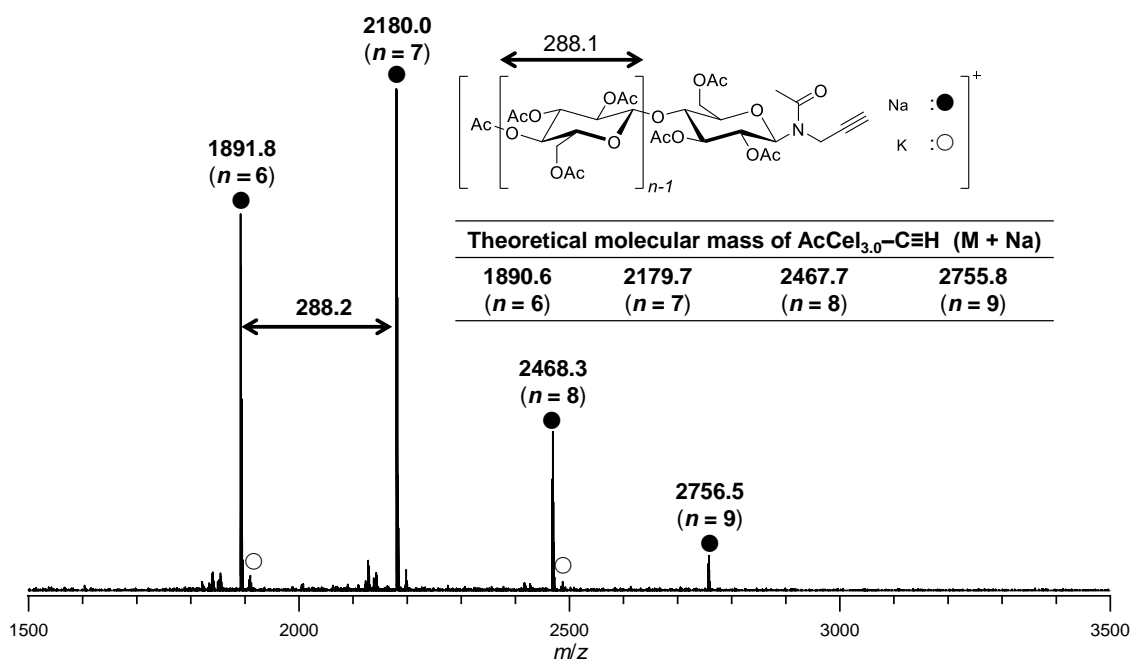 2180.0
(n = 7)
288.1
+
OAc
O
O
OAc
OAc
O
N
Na :●
AcO
O
Ac
O
O
AcO
K :○
OAc
OAc
n-1
1891.8
(n = 6)
Theoretical molecular mass of AcCel3.0–C≡H (M + Na)
1890.6 2179.7 2467.7 2755.8
(n = 6) (n = 7) (n = 8) (n = 9)
288.2
2468.3
(n = 8)
2756.5
(n = 9)
1500 2000 2500 3000 3500
m/z